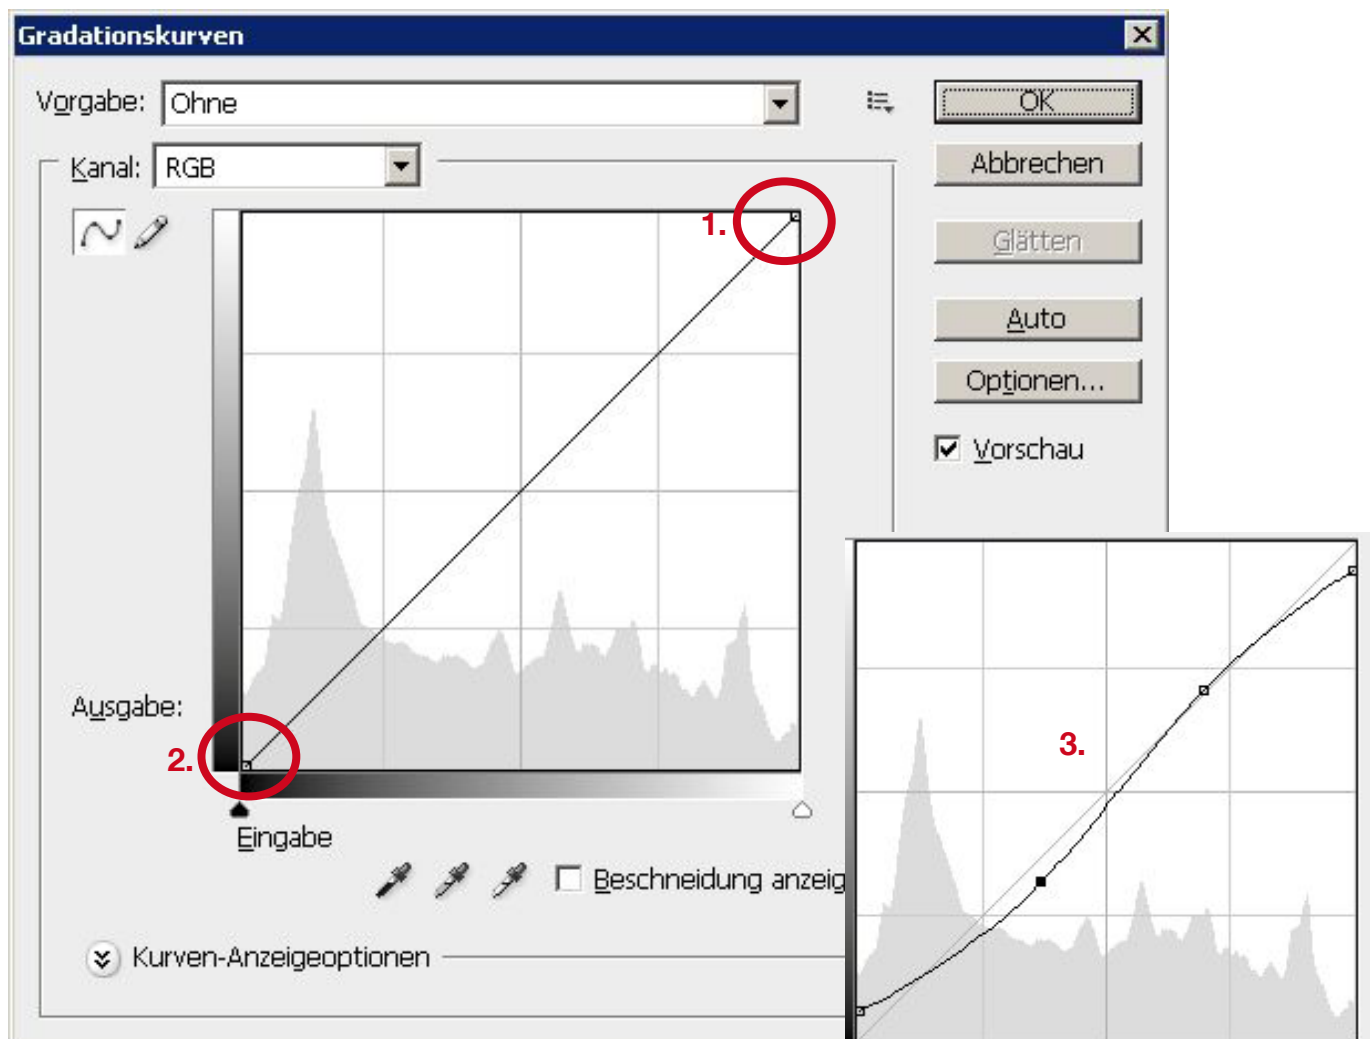 Gradationskurven
Vorgabe: Ohne
OK
Kanal: RGB
Abbrechen
1.
Glätten
Auto
Optionen...
Vorschau
Ausgabe:
2.
3.
Eingabe
Beschneidung anzeig
Kurven-Anzeigeoptionen